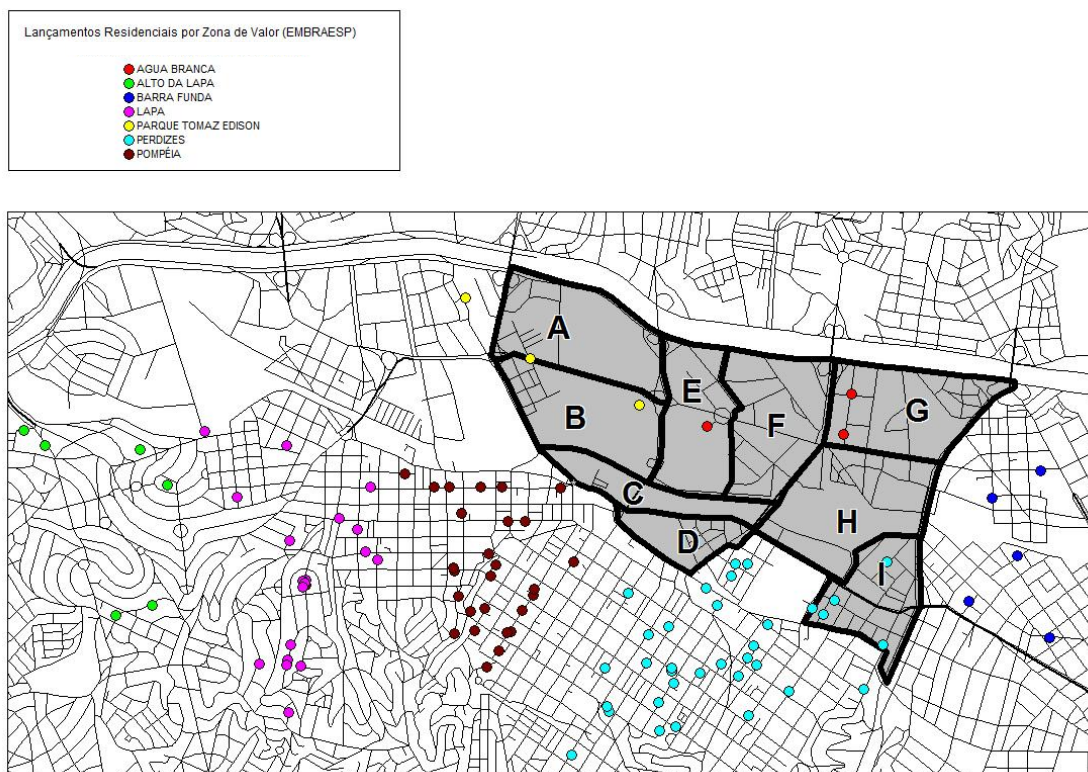 Lançamentos Residenciais por Zona de Valor (EMBRAESP)
AGUA BRANCA
ALTO DA LAPA
BARRA FUNDA
LAPA
PARQUE TOMAZ EDISON
PERDIZES
POMPÉIA
A
B
E
F
G
C
D
H
I